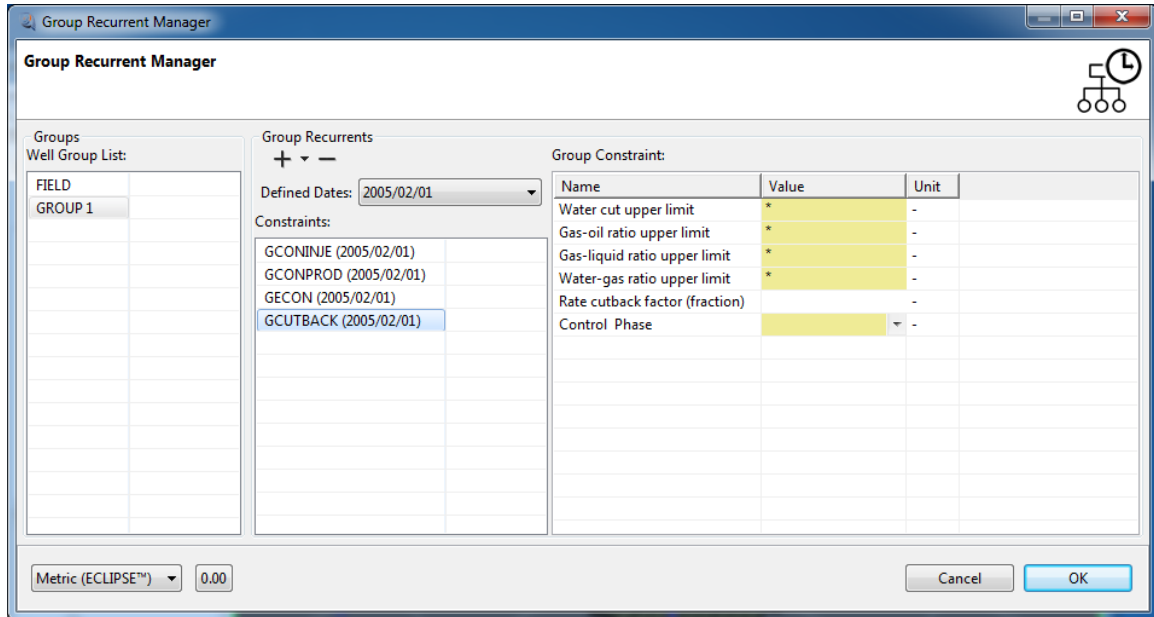 Group Recurrent Manager
Group Recurrent Manager
Groups
Well Group List:
FIELD
GROUP 1
Group Recurrents
Defined Dates: 2005/02/01
Constraints:
GCONINJE (2005/02/01)
GCONPROD (2005/02/01)
GECON (2005/02/01)
GCUTBACK (2005/02/01)
Group Constraint:
Name Value Unit
Water cut upper limit * -
Gas-oil ratio upper limit * -
Gas-liquid ratio upper limit * -
Water-gas ratio upper limit * -
Rate cutback factor (fraction) -
Control Phase -
Metric (ECLIPSE™) 0.00 Cancel OK